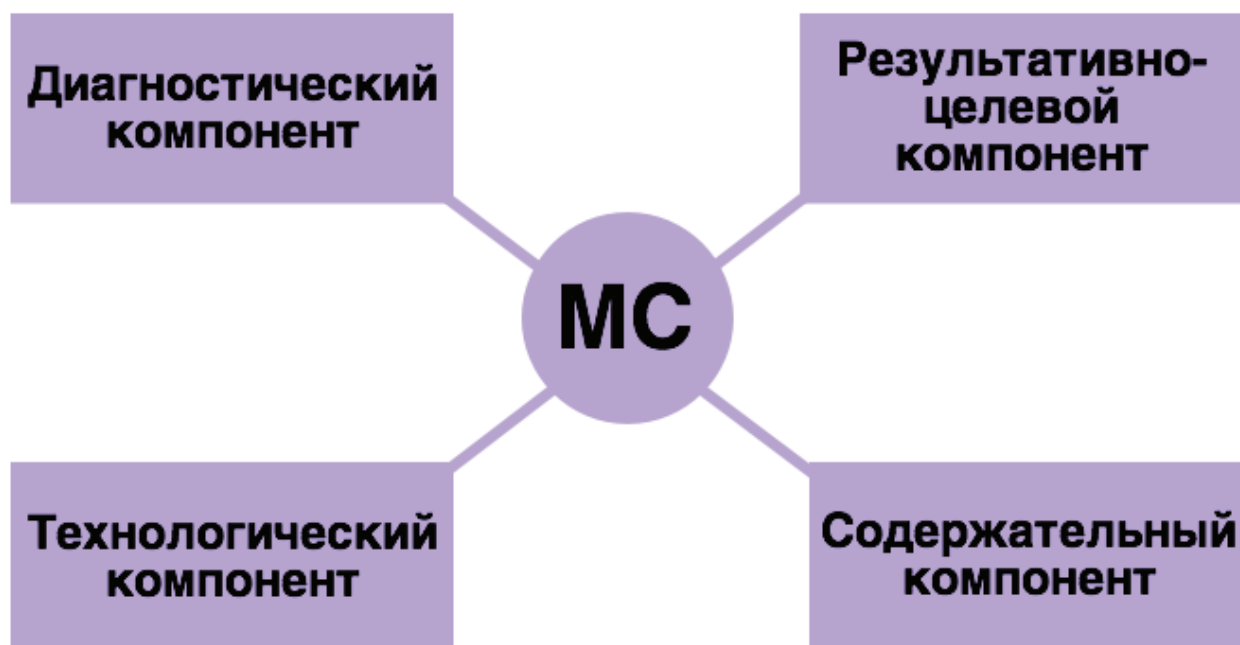 Диагностический
компонент
Результативно-
целевой
компонент
МС
Технологический
компонент
Содержательный
компонент